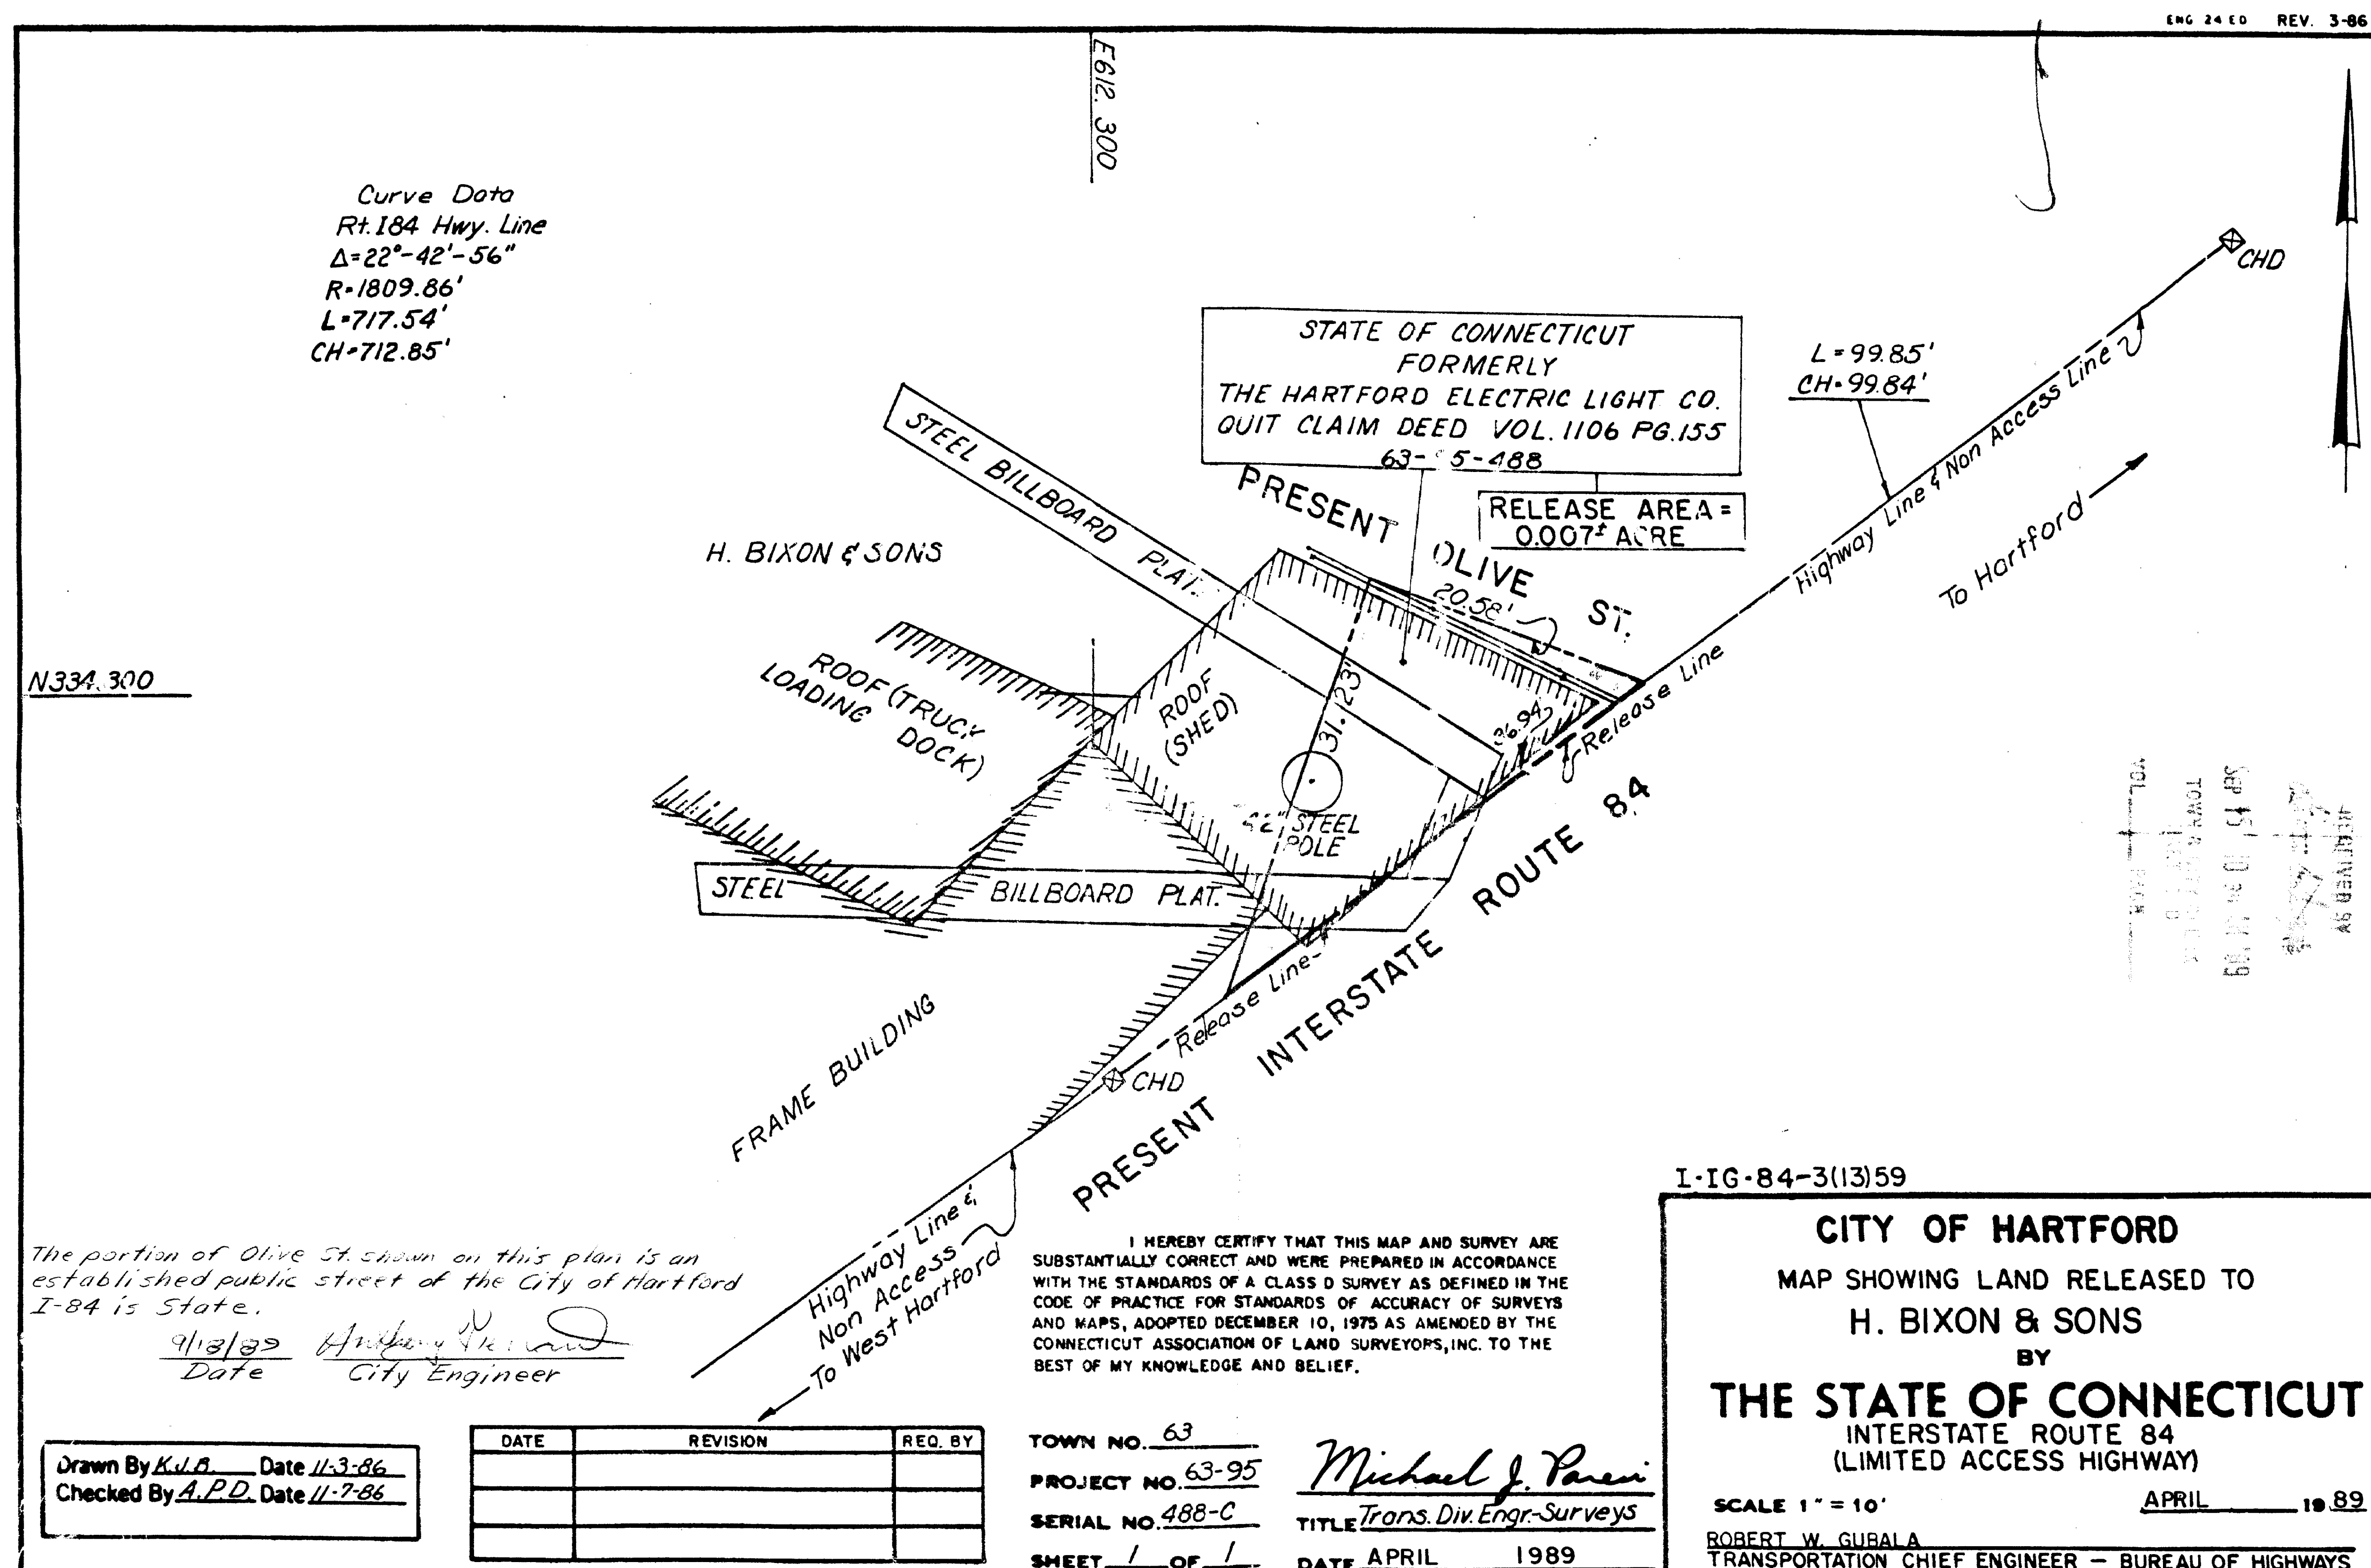 ENG 24 ED REV. 3-86
E612.300
Curve Data
Rt. I84 Hwy. Line
Δ=22°-42'-56"
R=1809.86'
L=717.54'
CH=712.85'
CHD
STATE OF CONNECTICUT
FORMERLY
THE HARTFORD ELECTRIC LIGHT CO.
QUIT CLAIM DEED VOL. 1106 PG. 155
63- 5-488
RELEASE AREA =
0.007± ACRE
L=99.85'
CH=99.84'
Highway Line & Non Access Line
To Hartford
STEEL BILLBOARD PLAT.
PRESENT OLIVE ST.
20.58'
H. BIXON & SONS
N334.300
ROOF (TRUCK
LOADING DOCK)
ROOF
(SHED)
31.23'
36.94
Release Line
42" STEEL
POLE
STEEL BILLBOARD PLAT.
PRESENT INTERSTATE ROUTE 84
Release Line
CHD
FRAME BUILDING
Highway Line &
Non Access
To West Hartford
VOL.
SEP 15
The portion of Olive St. shown on this plan is an
established public street of the City of Hartford
I-84 is State.
9/18/89 Anthony
Date City Engineer
I HEREBY CERTIFY THAT THIS MAP AND SURVEY ARE
SUBSTANTIALLY CORRECT AND WERE PREPARED IN ACCORDANCE
WITH THE STANDARDS OF A CLASS D SURVEY AS DEFINED IN THE
CODE OF PRACTICE FOR STANDARDS OF ACCURACY OF SURVEYS
AND MAPS, ADOPTED DECEMBER 10, 1975 AS AMENDED BY THE
CONNECTICUT ASSOCIATION OF LAND SURVEYORS, INC. TO THE
BEST OF MY KNOWLEDGE AND BELIEF.
Drawn By K.J.B. Date 11-3-86
Checked By A.P.D. Date 11-7-86
DATE REVISION REQ. BY
TOWN NO. 63
PROJECT NO. 63-95
SERIAL NO. 488-C
SHEET 1 OF 1
Michael J.
TITLE Trans. Div. Engr.-Surveys
DATE APRIL 1989
I-IG-84-3(13)59
CITY OF HARTFORD
MAP SHOWING LAND RELEASED TO
H. BIXON & SONS
BY
THE STATE OF CONNECTICUT
INTERSTATE ROUTE 84
(LIMITED ACCESS HIGHWAY)
SCALE 1" = 10' APRIL 19 89
ROBERT W. GUBALA
TRANSPORTATION CHIEF ENGINEER — BUREAU OF HIGHWAYS